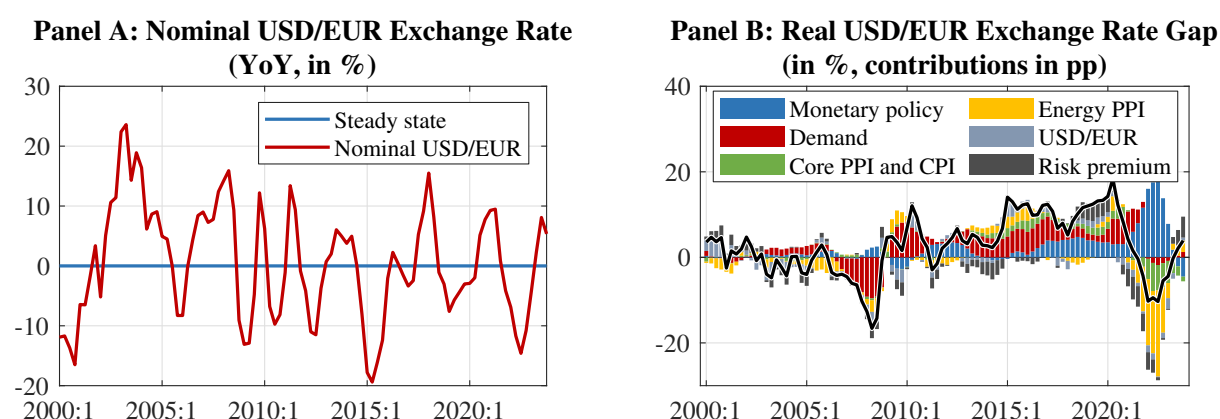 Panel A: Nominal USD/EUR Exchange Rate
(YoY, in %)
30
20
10
0
-10
-20
2000:1 2005:1 2010:1 2015:1 2020:1
Steady state
Nominal USD/EUR
Panel B: Real USD/EUR Exchange Rate Gap
(in %, contributions in pp)
40
20
0
-20
2000:1 2005:1 2010:1 2015:1 2020:1
Monetary policy
Demand
Core PPI and CPI
Energy PPI
USD/EUR
Risk premium